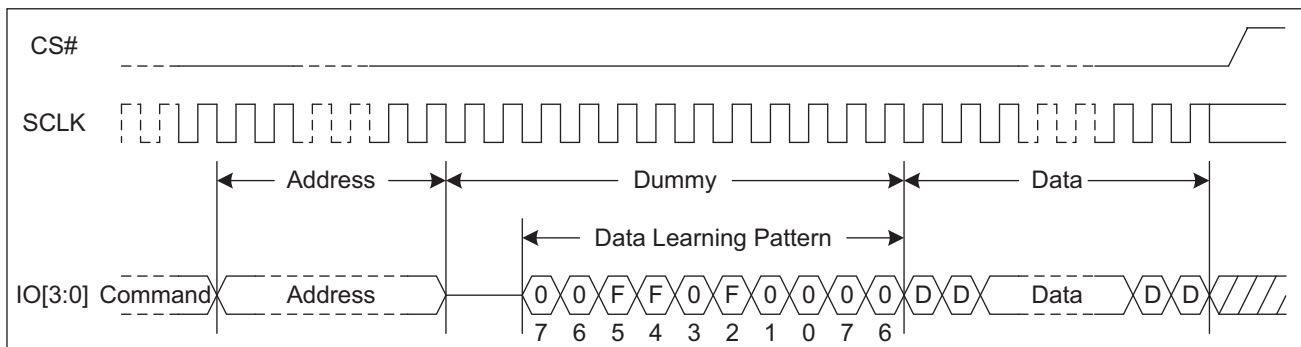 CS#
SCLK
Address Dummy Data
Data Learning Pattern
IO[3:0] Command Address 0 0 F F 0 F 0 0 0 0 D D Data D D
7 6 5 4 3 2 1 0 7 6